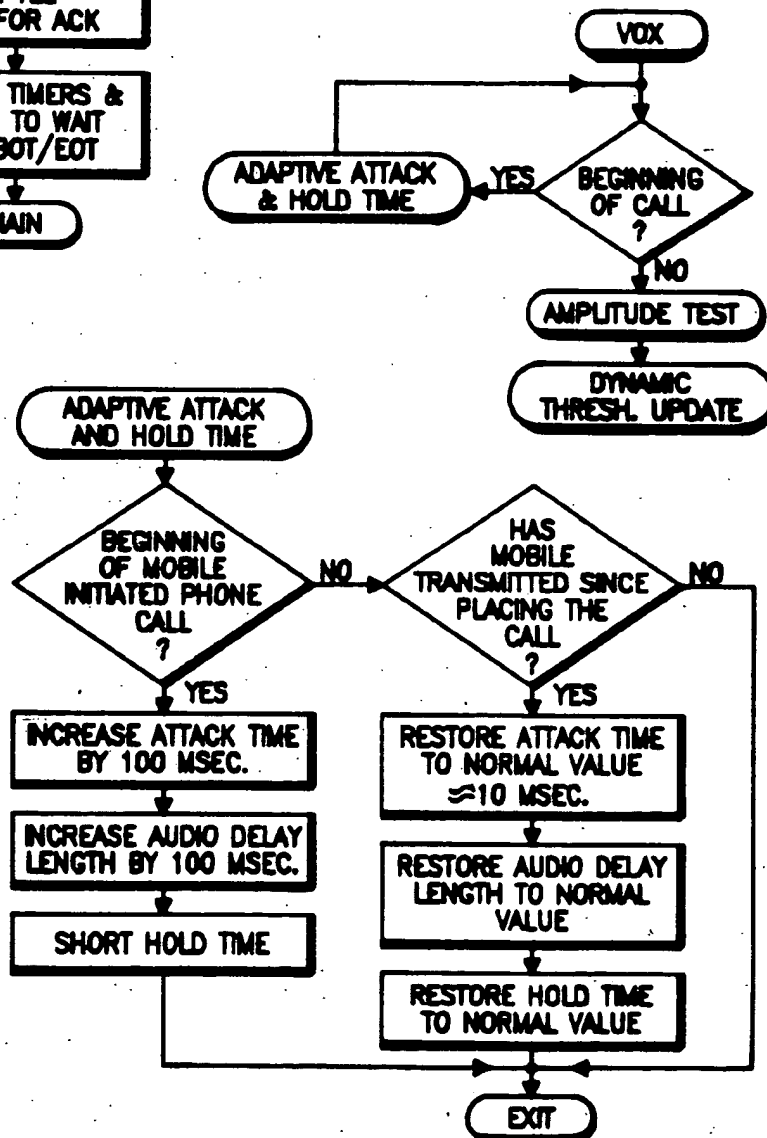 FOR ACK
TIMERS &
TO WAIT
BOT/EOT
VOX
BEGINNING
OF CALL
?
YES
NO
ADAPTIVE ATTACK
& HOLD TIME
AMPLITUDE TEST
DYNAMIC
THRESH. UPDATE
ADAPTIVE ATTACK
AND HOLD TIME
BEGINNING
OF MOBILE
INITIATED PHONE
CALL
?
NO
YES
HAS
MOBILE
TRANSMITTED SINCE
PLACING THE
CALL
?
NO
YES
INCREASE ATTACK TIME
BY 100 MSEC.
INCREASE AUDIO DELAY
LENGTH BY 100 MSEC.
SHORT HOLD TIME
RESTORE ATTACK TIME
TO NORMAL VALUE
≈10 MSEC.
RESTORE AUDIO DELAY
LENGTH TO NORMAL
VALUE
RESTORE HOLD TIME
TO NORMAL VALUE
EXIT